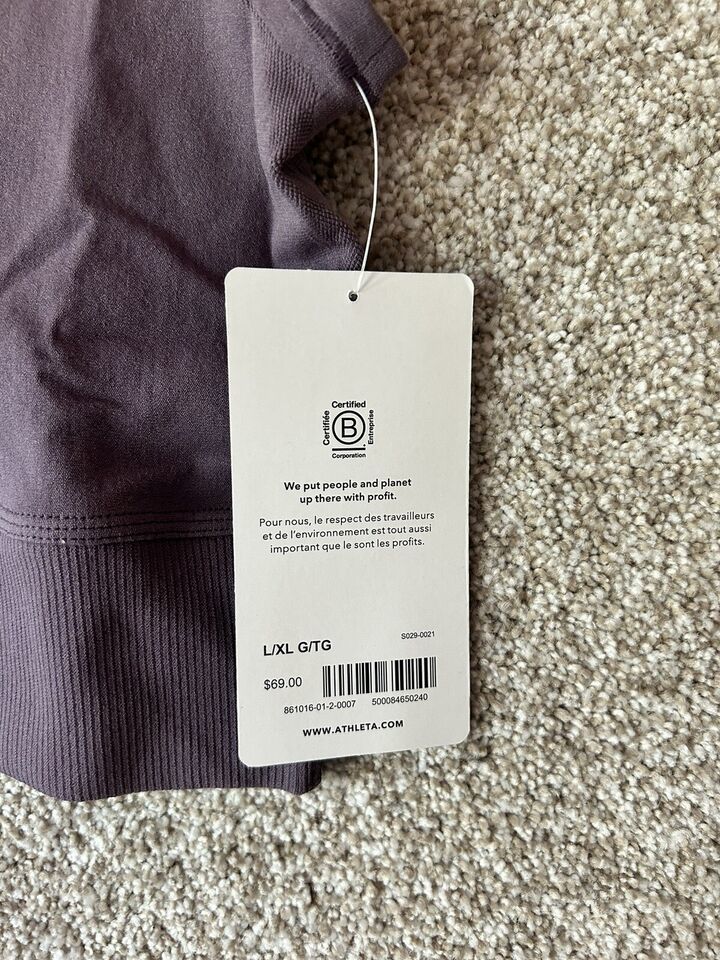 Certified
Certifiée
B
Entreprise
Corporation
We put people and planet
up there with profit.
Pour nous, le respect des travailleurs
et de l'environnement est tout aussi
important que le sont les profits.
L/XL G/TG
S029-0021
$69.00
861016-01-2-0007 500084650240
WWW.ATHLETA.COM